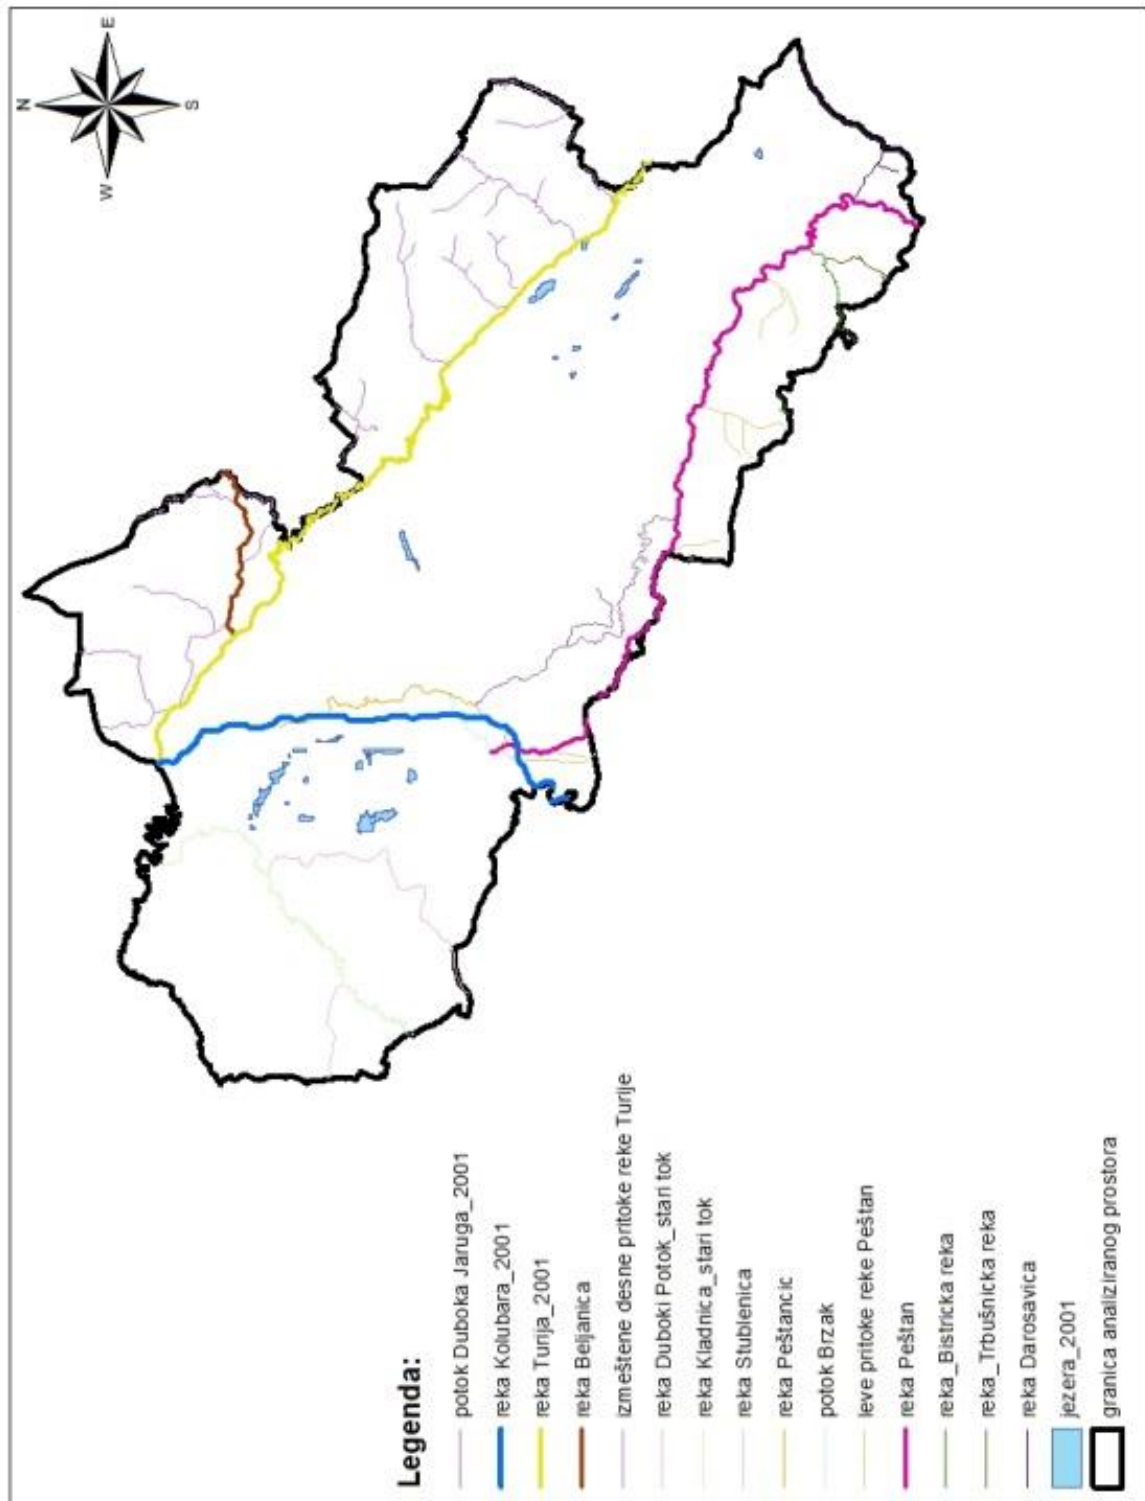 N
E
W
S
Legenda:
potok Duboka Jaruga_2001
reka Kolubara_2001
reka Turija_2001
reka Beljanica
izmeštene desne pritoke reke Turije
reka Duboki Potok_stari tok
reka Kladnica_stari tok
reka Stublenica
reka Peštancic
potok Brzak
leve pritoke reke Peštan
reka Peštan
reka_Bistricka reka
reka_Trbušnicka reka
reka Darosavica
jezera_2001
granica analiziranog prostora